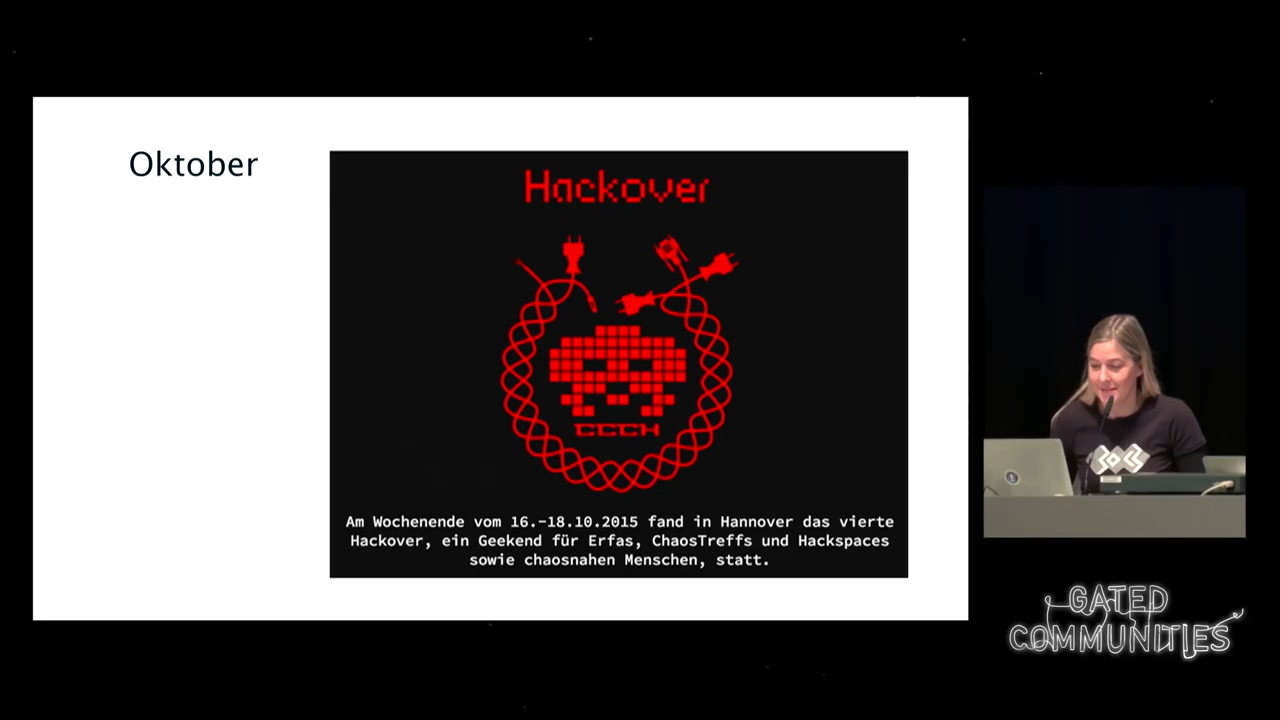 Oktober
Hackover
CCCH
Am Wochenende vom 16.-18.10.2015 fand in Hannover das vierte
Hackover, ein Geekend für Erfas, ChaosTreffs und Hackspaces
sowie chaosnahen Menschen, statt.
GATED
COMMUNITIES